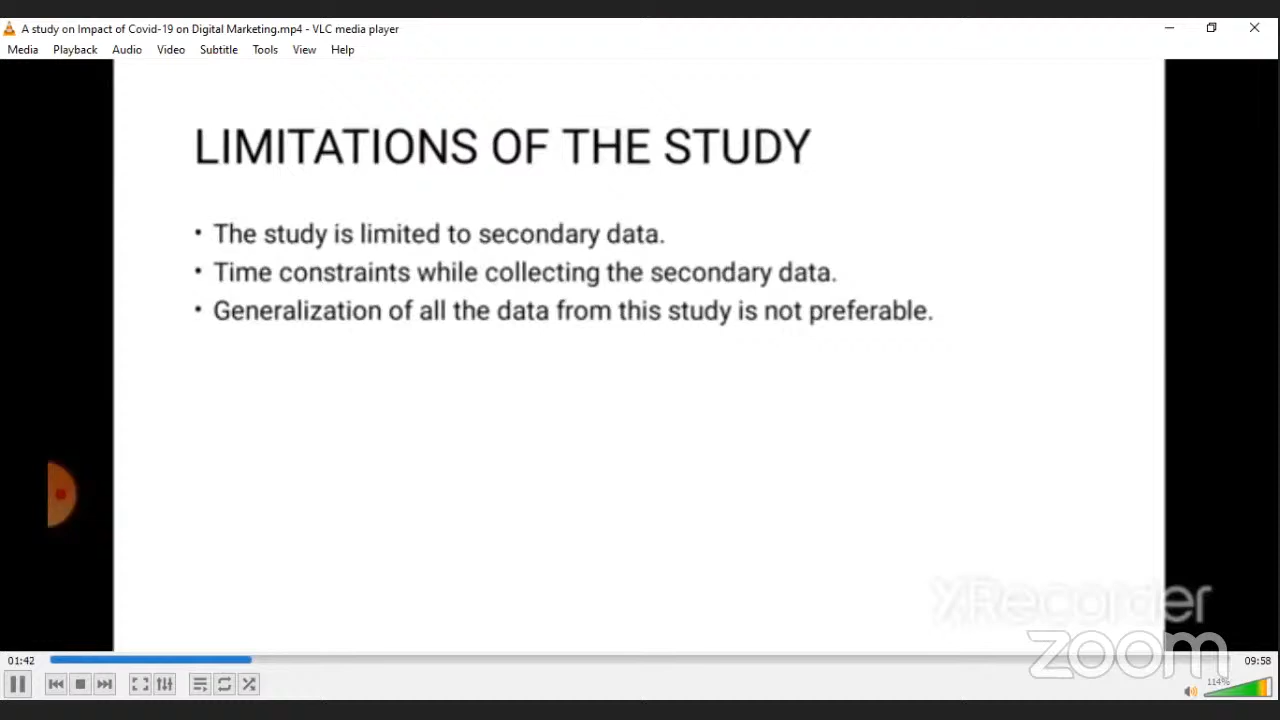 A study on Impact of Covid-19 on Digital Marketing.mp4 - VLC media player
Media Playback Audio Video Subtitle Tools View Help
LIMITATIONS OF THE STUDY
• The study is limited to secondary data.
• Time constraints while collecting the secondary data.
• Generalization of all the data from this study is not preferable.
XRecorder
zoom
01:42
09:58
114%